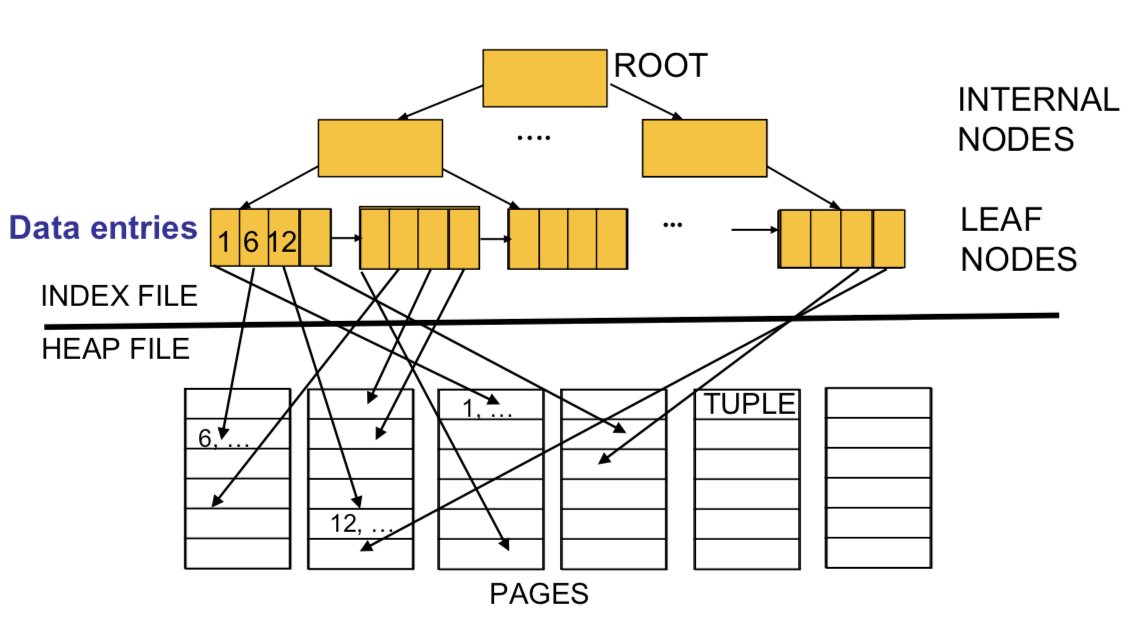 ROOT
INTERNAL
NODES
....
Data entries
1 6 12
...
LEAF
NODES
INDEX FILE
HEAP FILE
1, …
TUPLE
6, …
12, …
PAGES